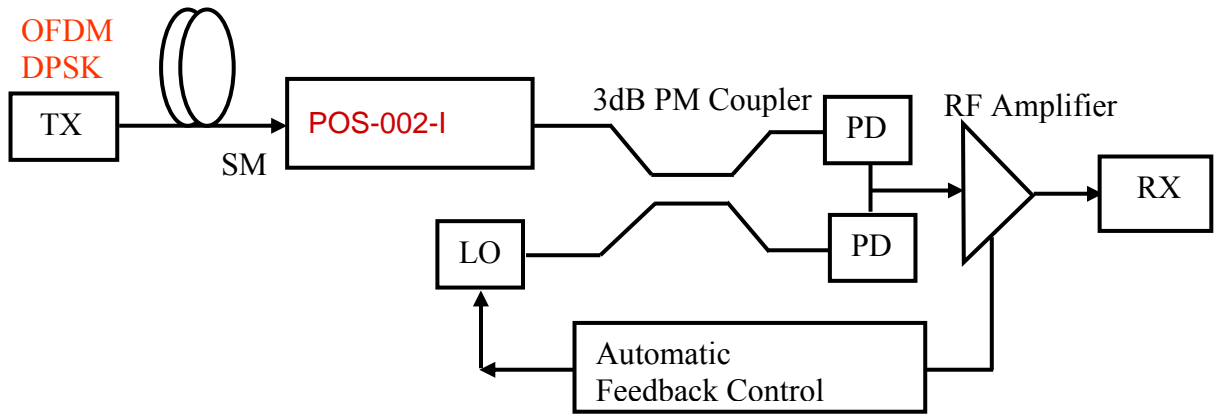 OFDM
DPSK
TX
SM
POS-002-I
3dB PM Coupler
PD
RF Amplifier
RX
LO
PD
Automatic
Feedback Control